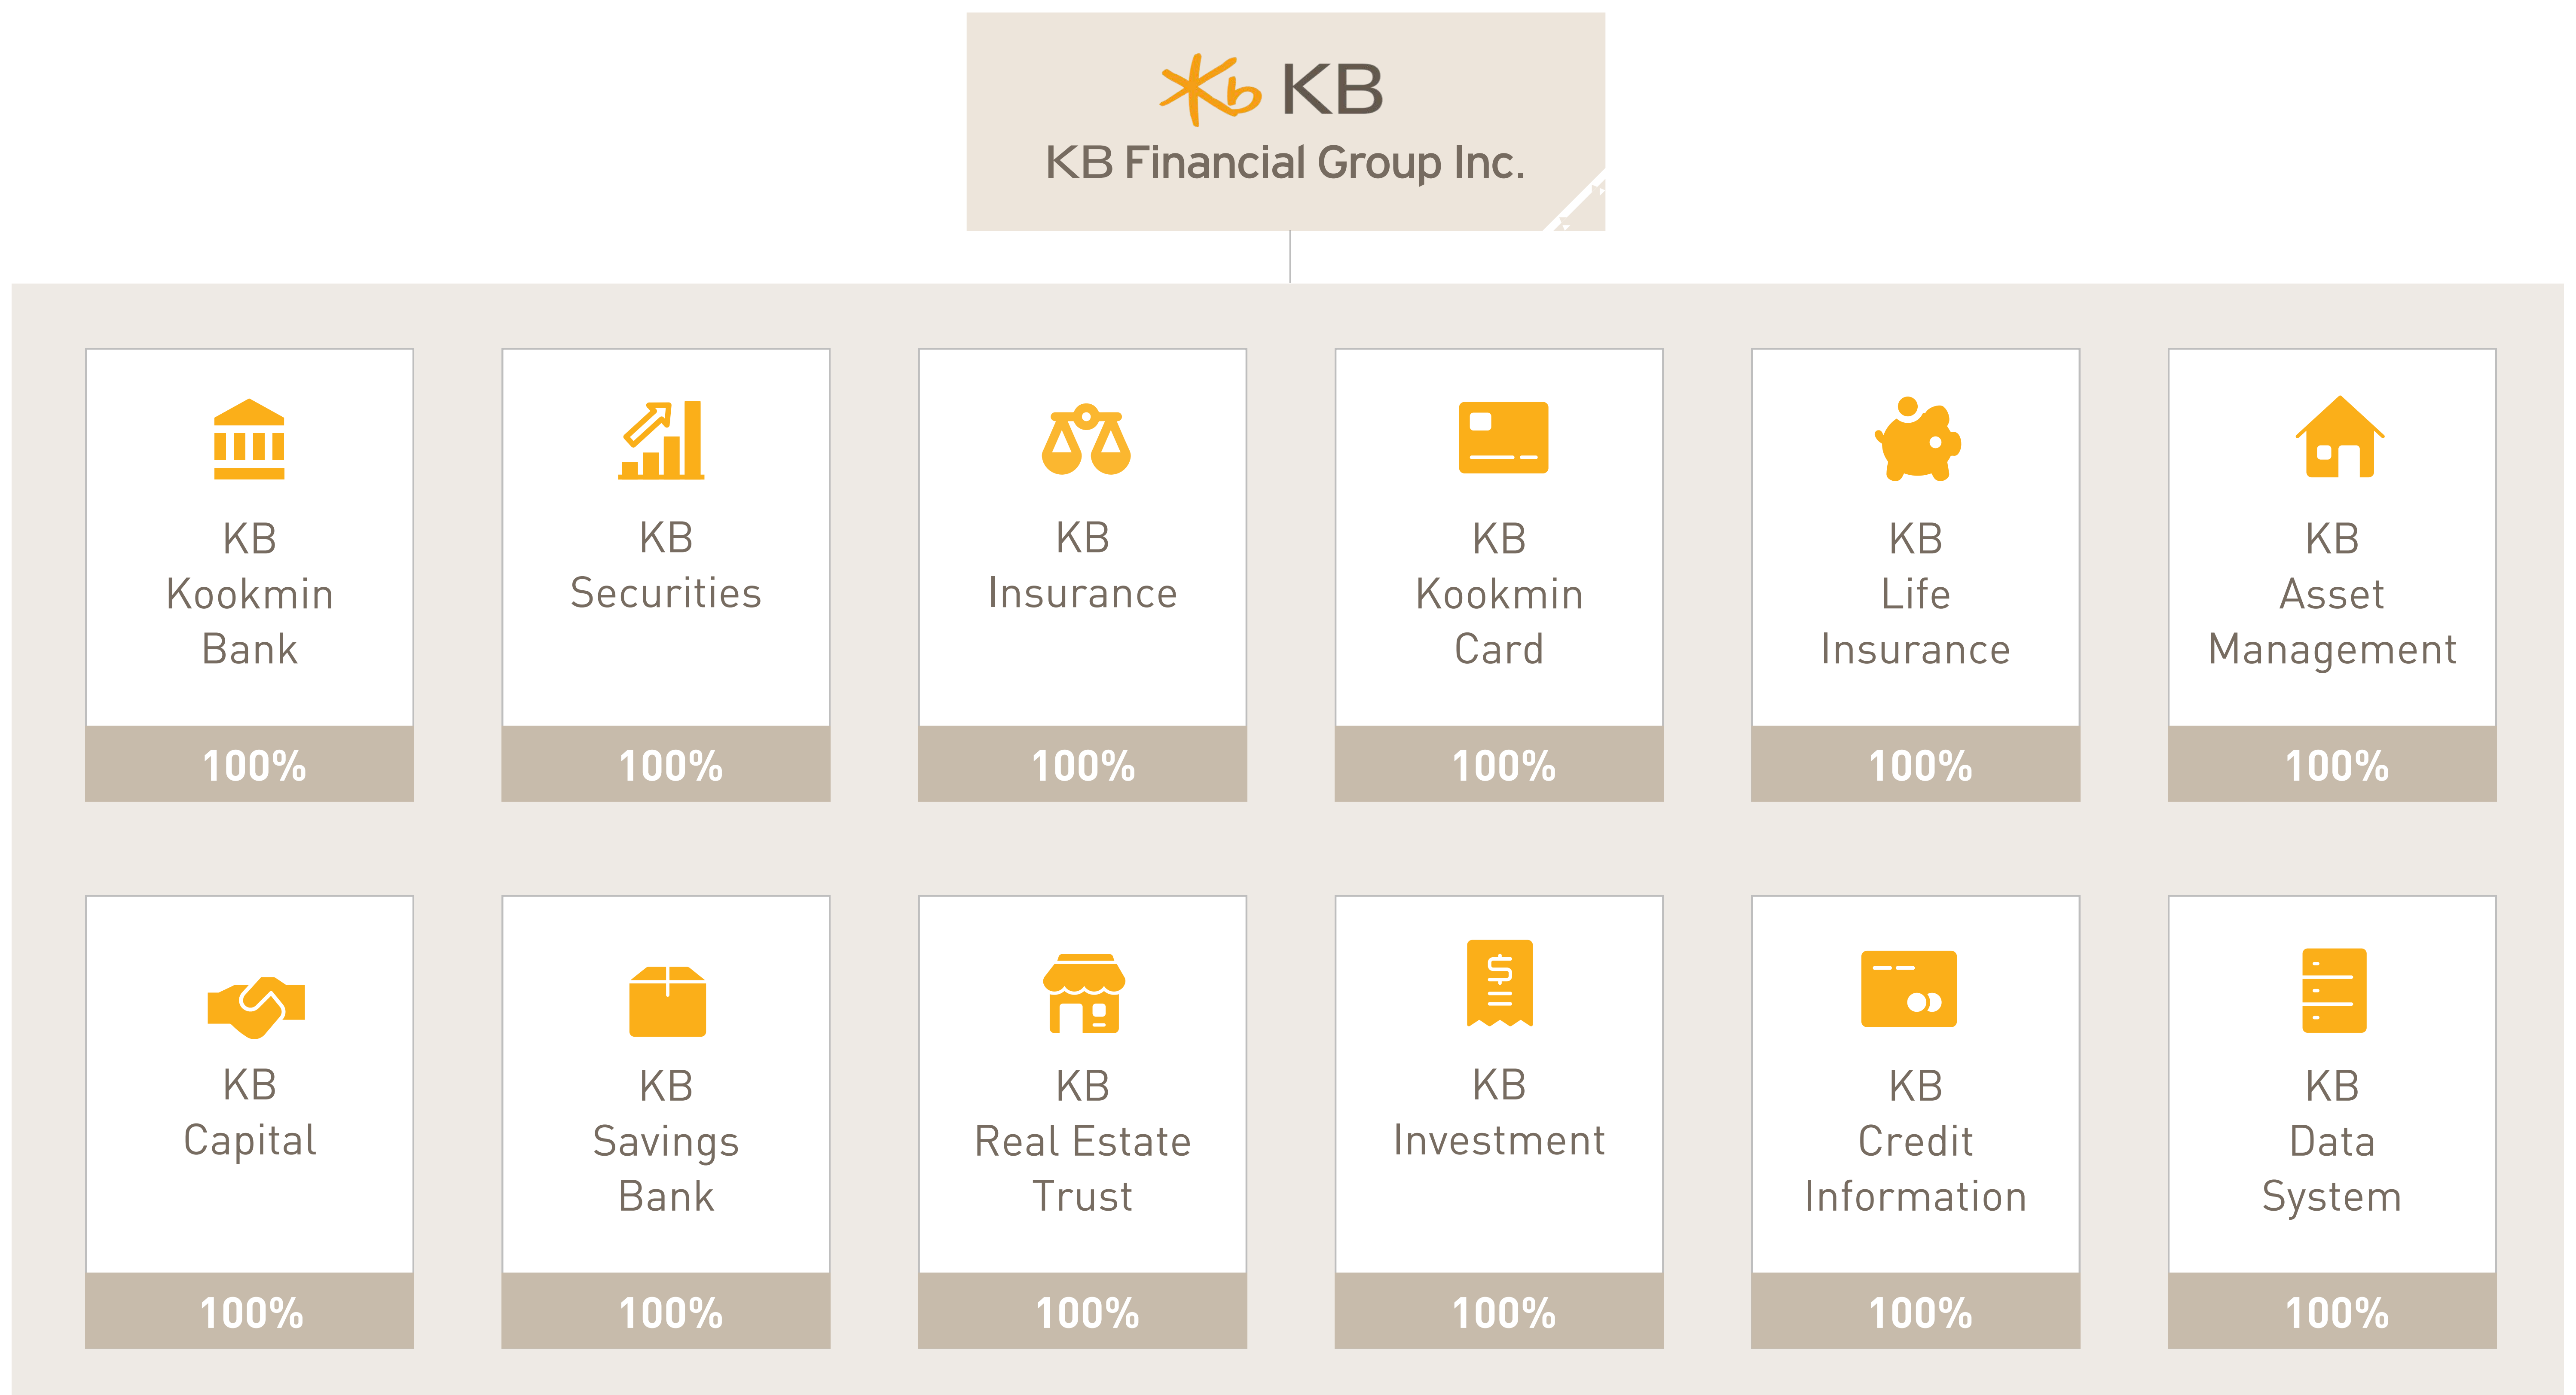 Kb KB
KB Financial Group Inc.
KB
Kookmin
Bank
100%
KB
Securities
100%
KB
Insurance
100%
KB
Kookmin
Card
100%
KB
Life
Insurance
100%
KB
Asset
Management
100%
KB
Capital
100%
KB
Savings
Bank
100%
KB
Real Estate
Trust
100%
$
KB
Investment
100%
KB
Credit
Information
100%
KB
Data
System
100%